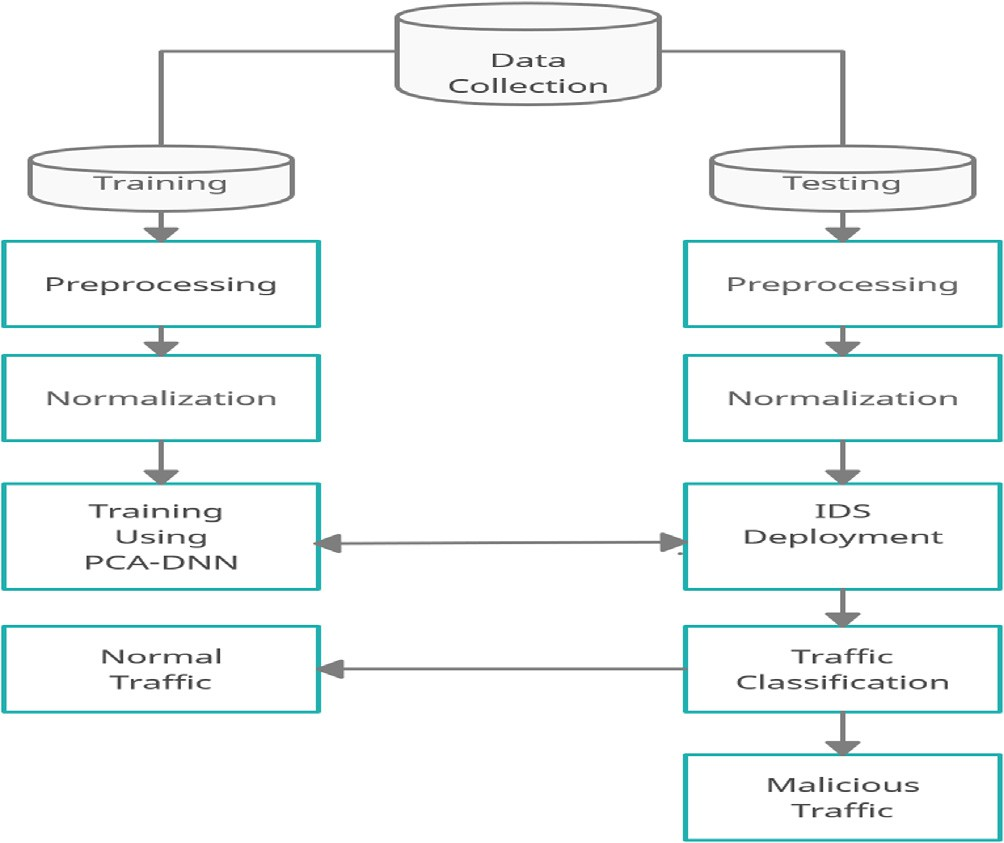 Data
Collection
Training
Testing
Preprocessing
Preprocessing
Normalization
Normalization
Training
Using
PCA-DNN
IDS
Deployment
Normal
Traffic
Traffic
Classification
Malicious
Traffic